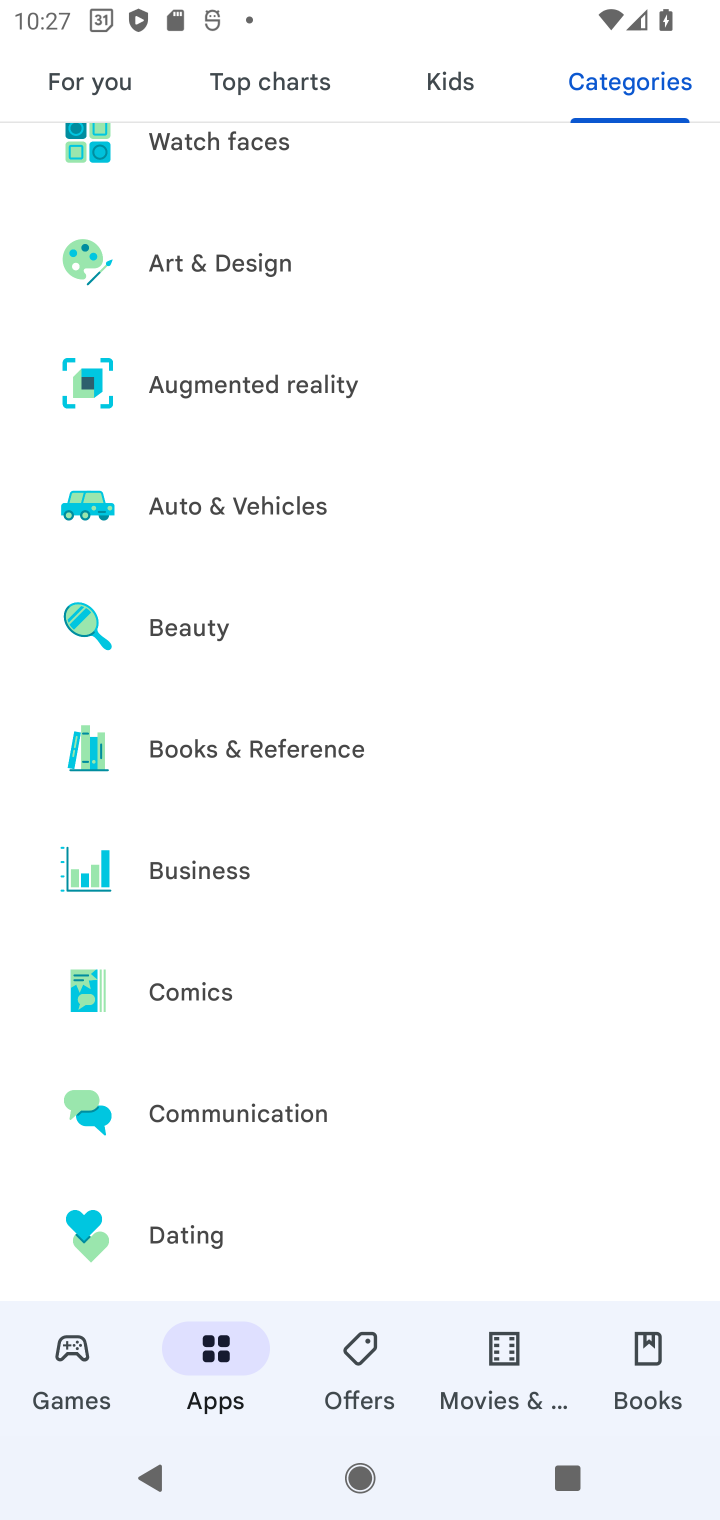 10:27 31
For you Top charts Kids Categories
Watch faces
Art & Design
Augmented reality
Auto & Vehicles
Beauty
Books & Reference
Business
Comics
Communication
Dating
Games Apps Offers Movies & ... Books